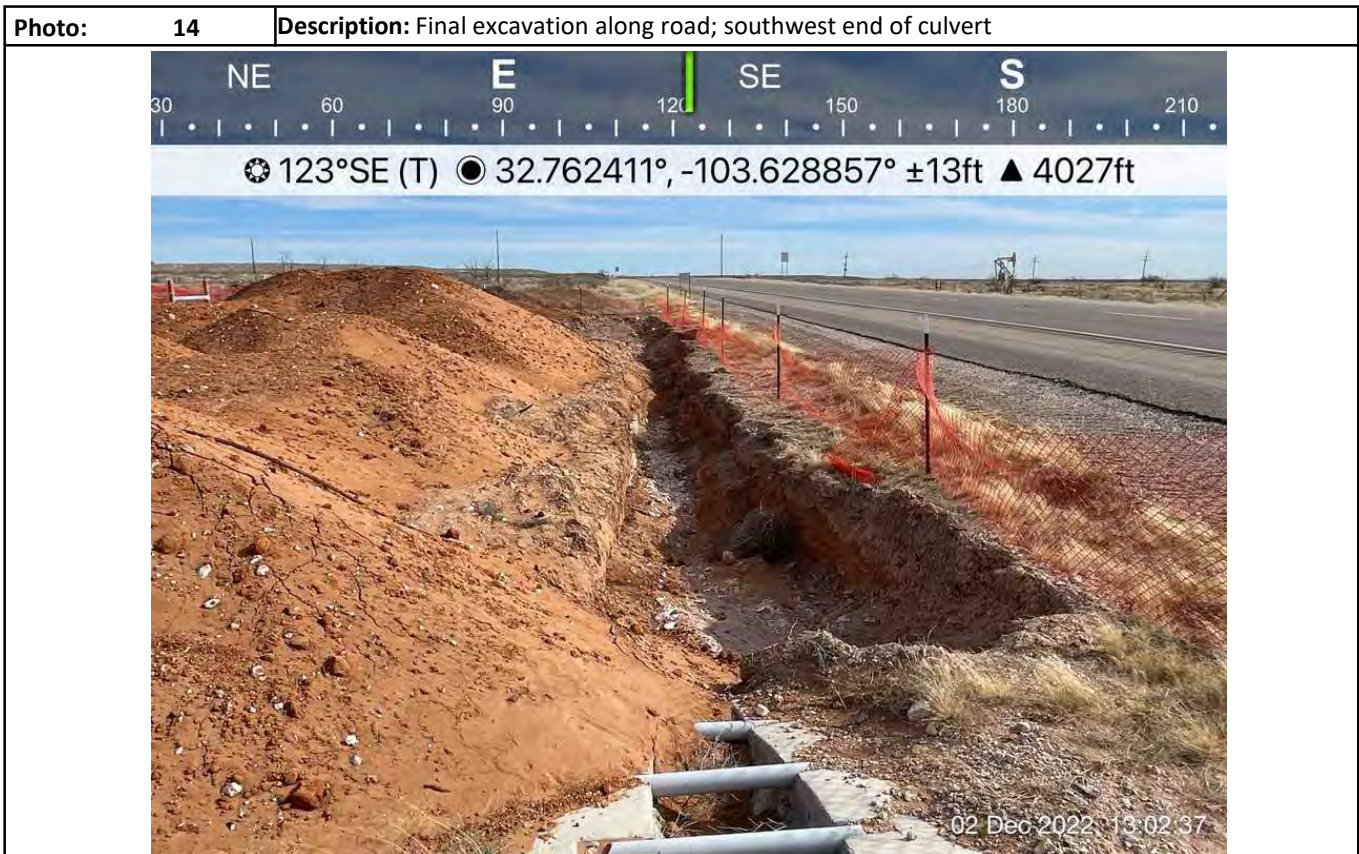 Photo: 14 Description: Final excavation along road; southwest end of culvert
NE E SE S
30 60 90 120 150 180 210
123°SE (T) 32.762411°, -103.628857° ±13ft ▲ 4027ft
02 Dec 2022, 13:02:37